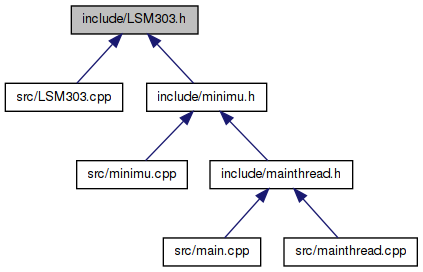 include/LSM303.h
src/LSM303.cpp
include/minimu.h
src/minimu.cpp
include/mainthread.h
src/main.cpp
src/mainthread.cpp